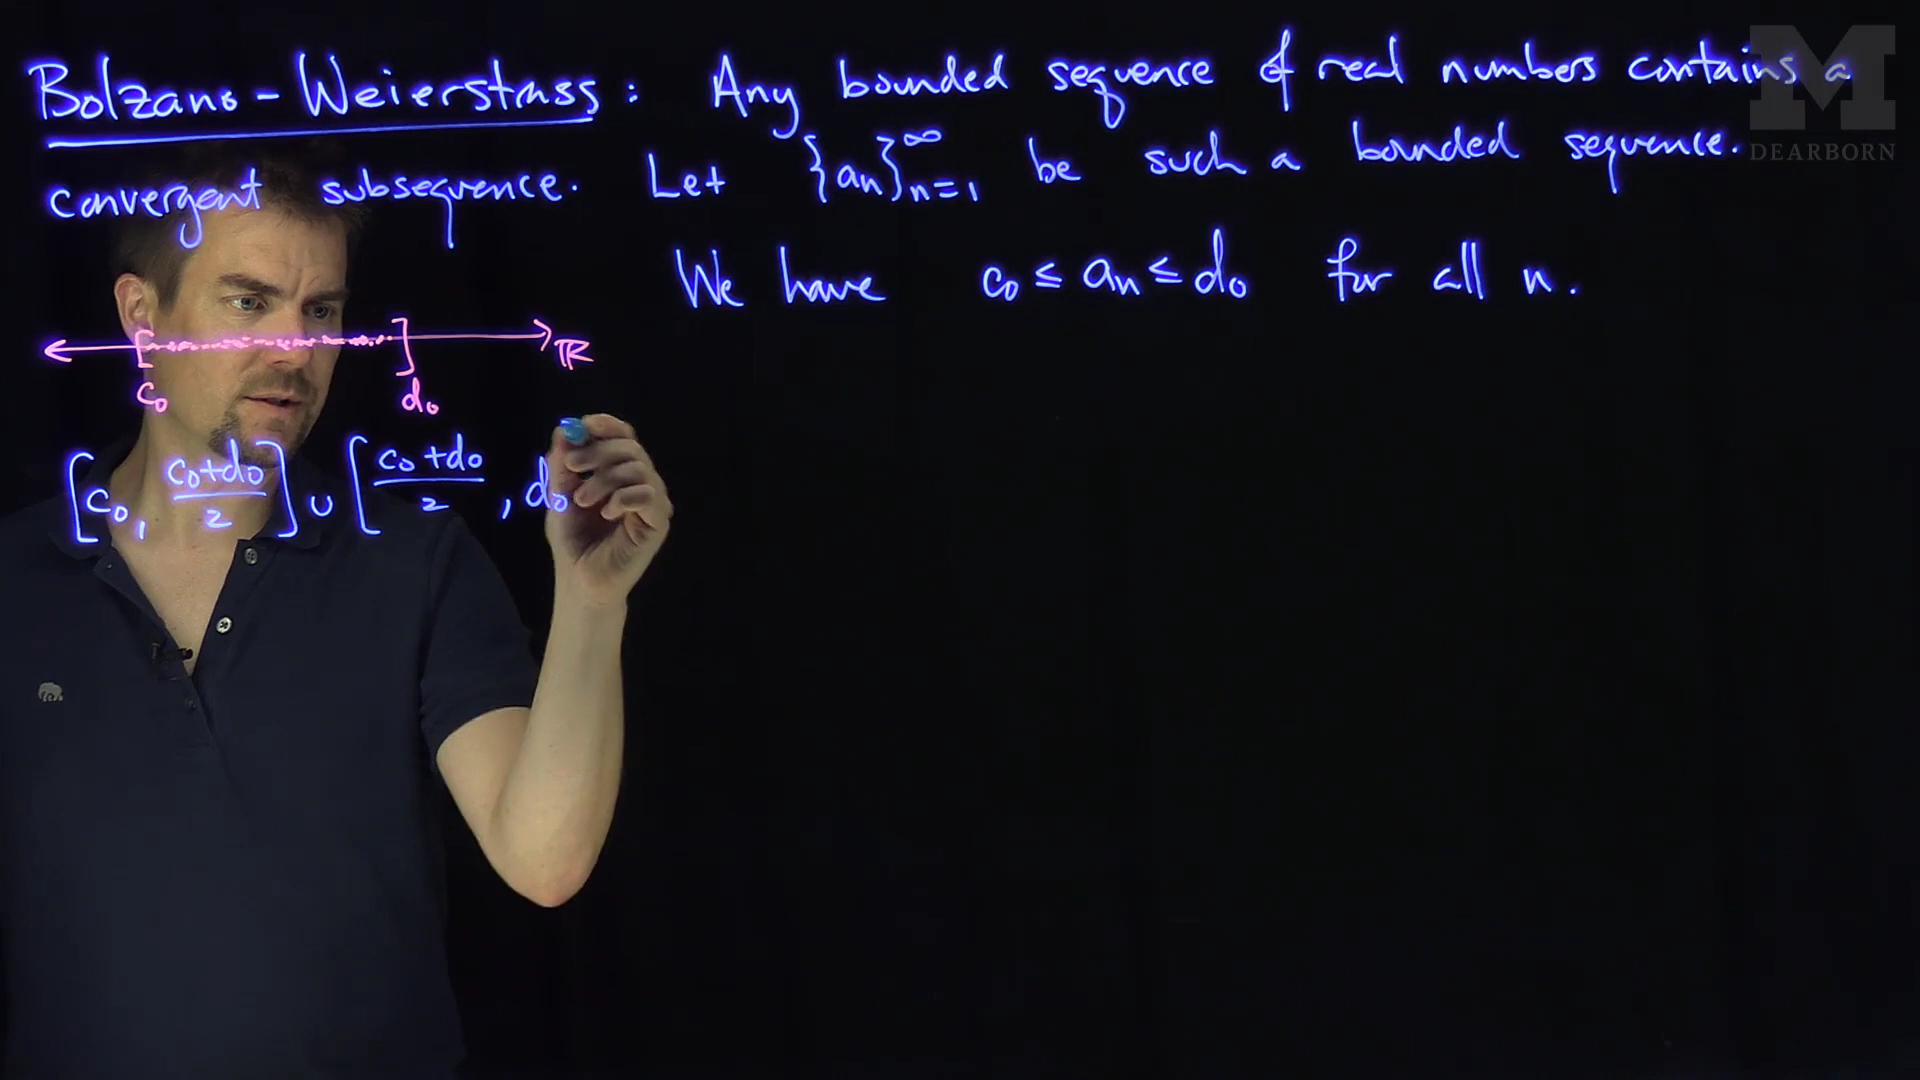 Bolzano-Weierstrass: Any bounded sequence of real numbers contains a
convergent subsequence. Let {an}∞n=1 be such a bounded sequence.
We have c0 ≤ an ≤ d0 for all n.
R
c0 d0
[c0, c0+d0/2] ∪ [c0+d0/2, d0
M
DEARBORN